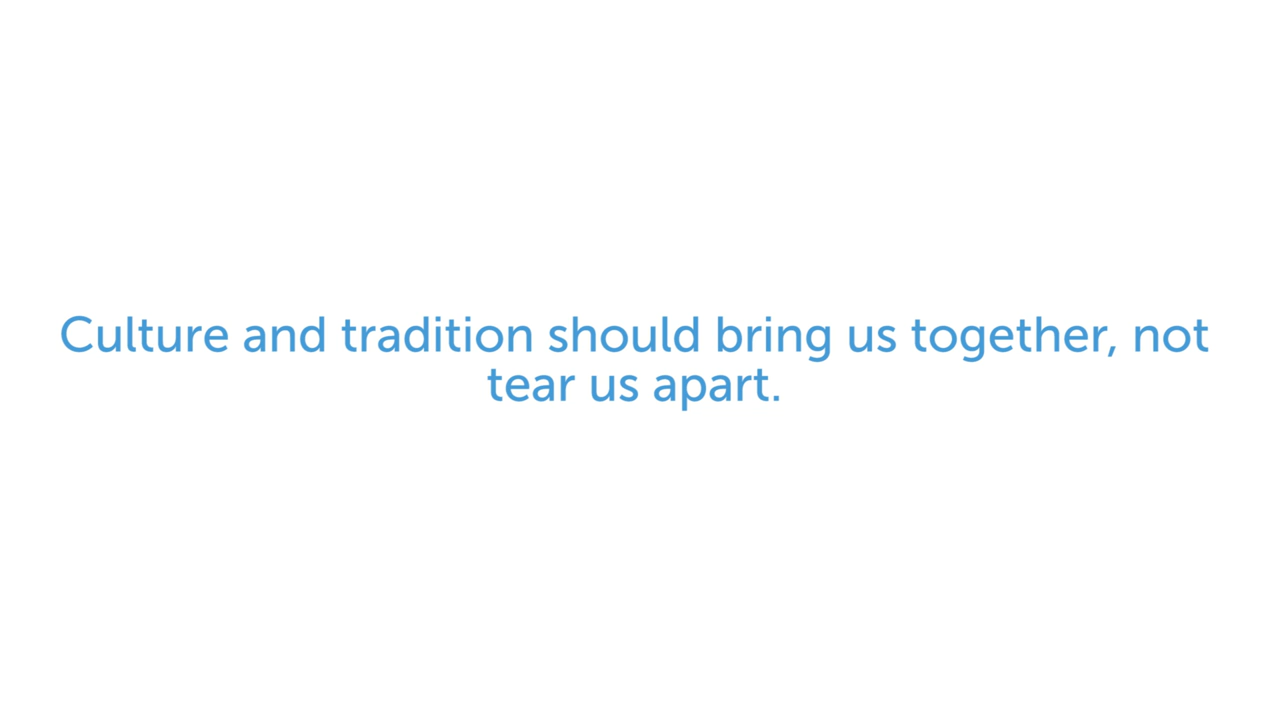 Culture and tradition should bring us together, not
tear us apart.